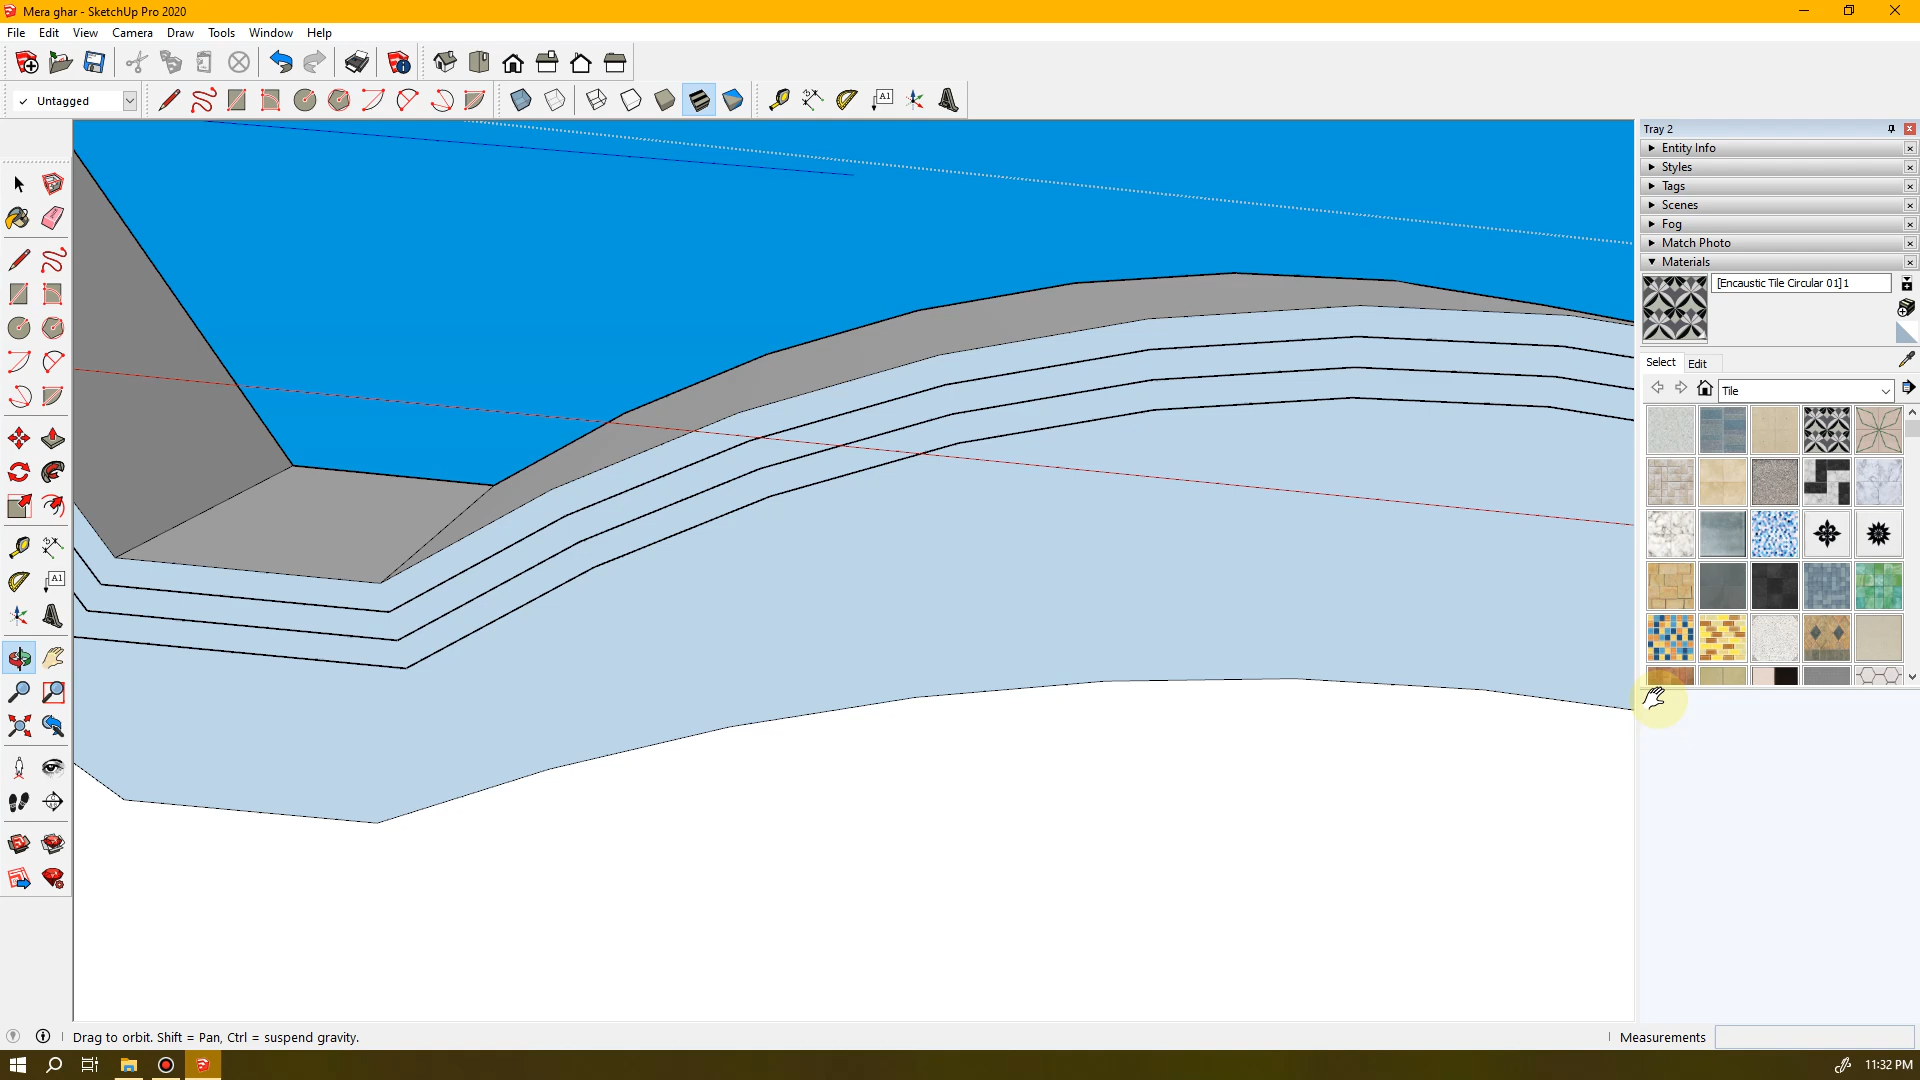 Mera ghar - SketchUp Pro 2020
File Edit View Camera Draw Tools Window Help
✓ Untagged
A1
A1
Tray 2
Entity Info
Styles
Tags
Scenes
Fog
Match Photo
Materials
[Encaustic Tile Circular 01]1
Select Edit
Tile
Drag to orbit. Shift = Pan, Ctrl = suspend gravity.
Measurements
11:32 PM